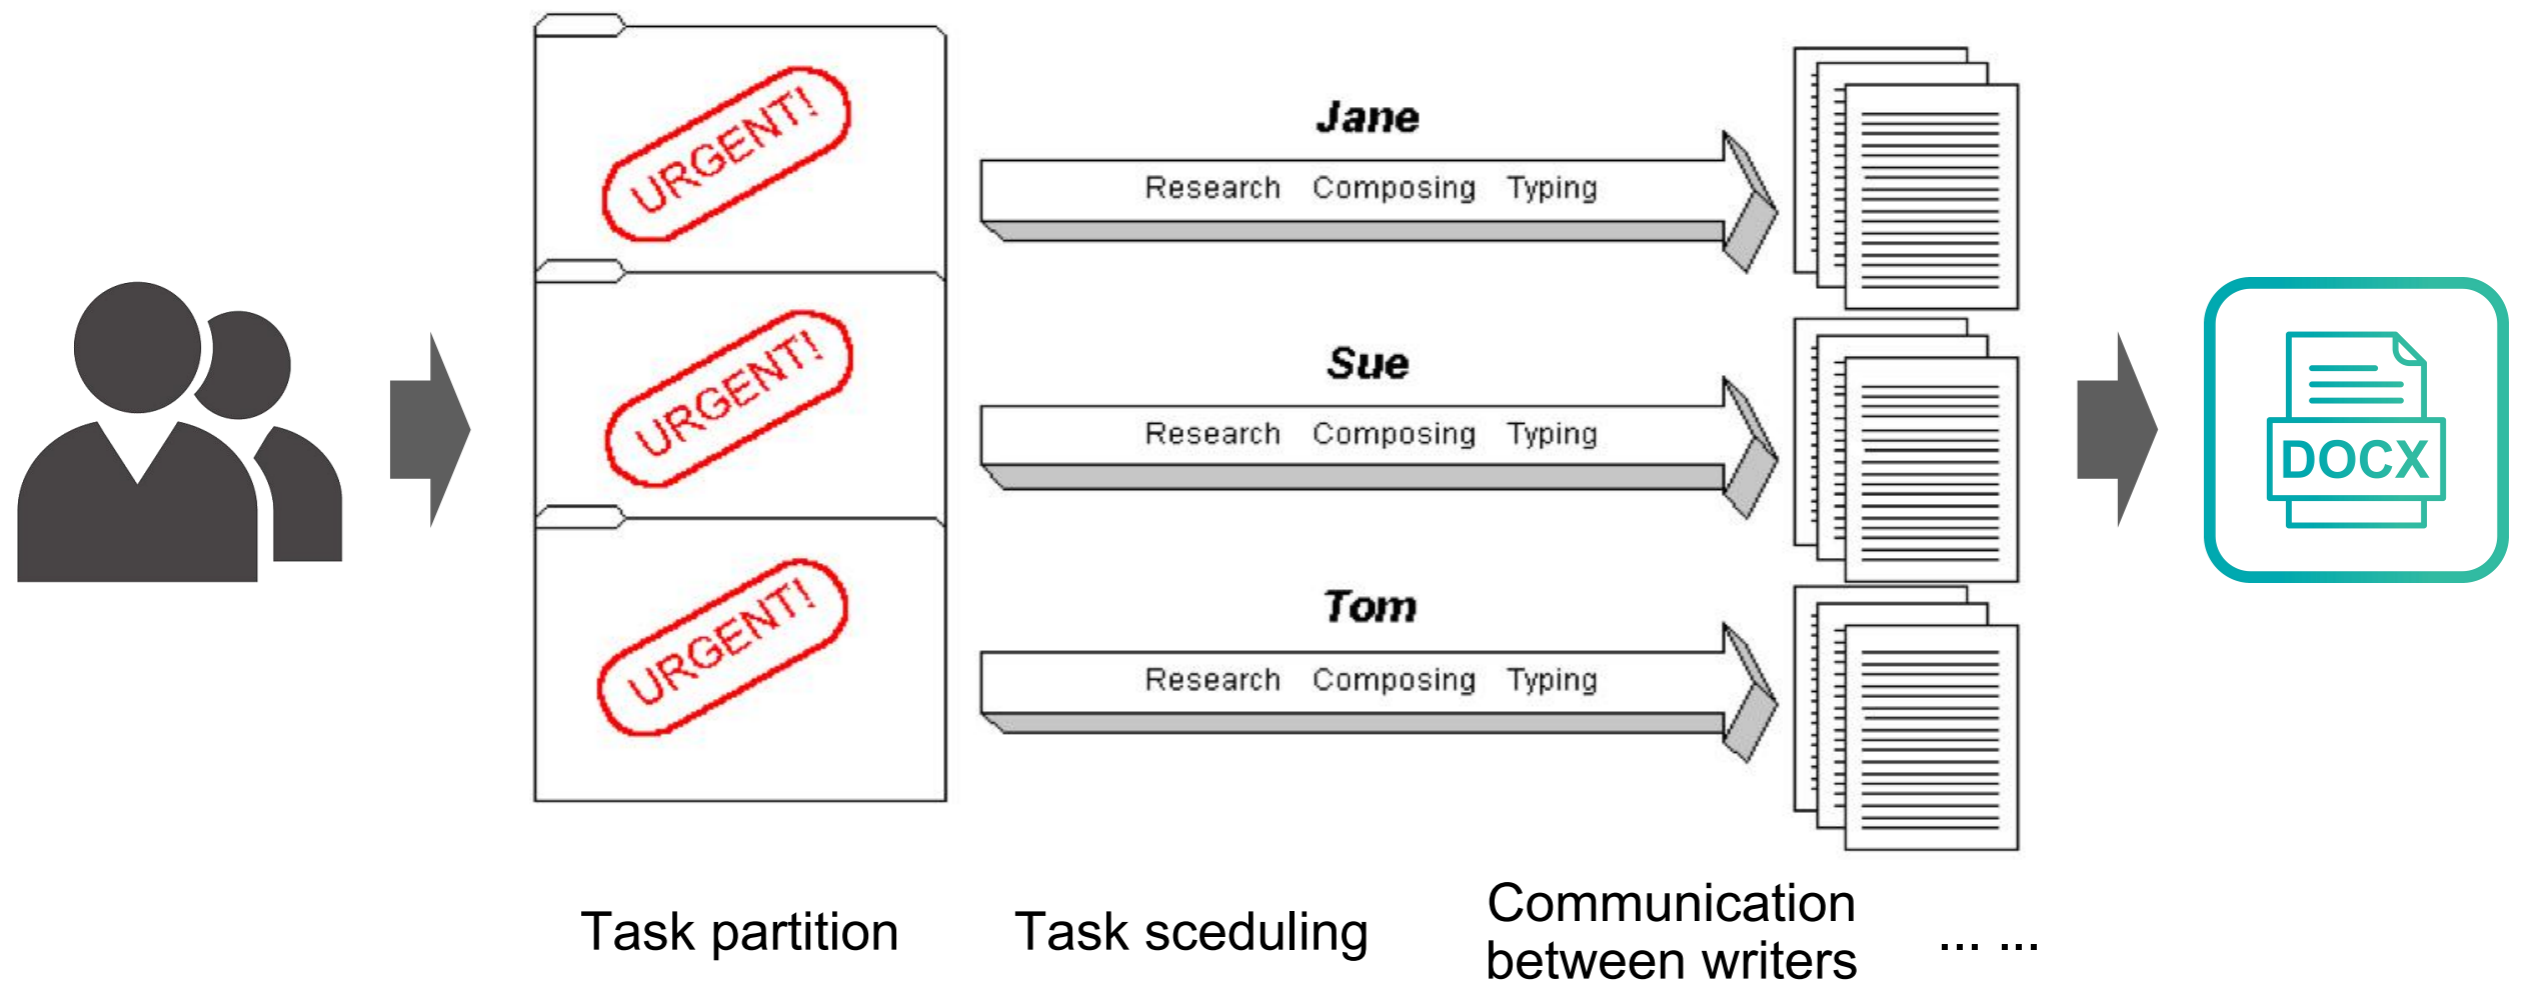 URGENT!
Jane
Research Composing Typing
URGENT!
Sue
Research Composing Typing
DOCX
URGENT!
Tom
Research Composing Typing
Task partition
Task sceduling
Communication
between writers
... ...